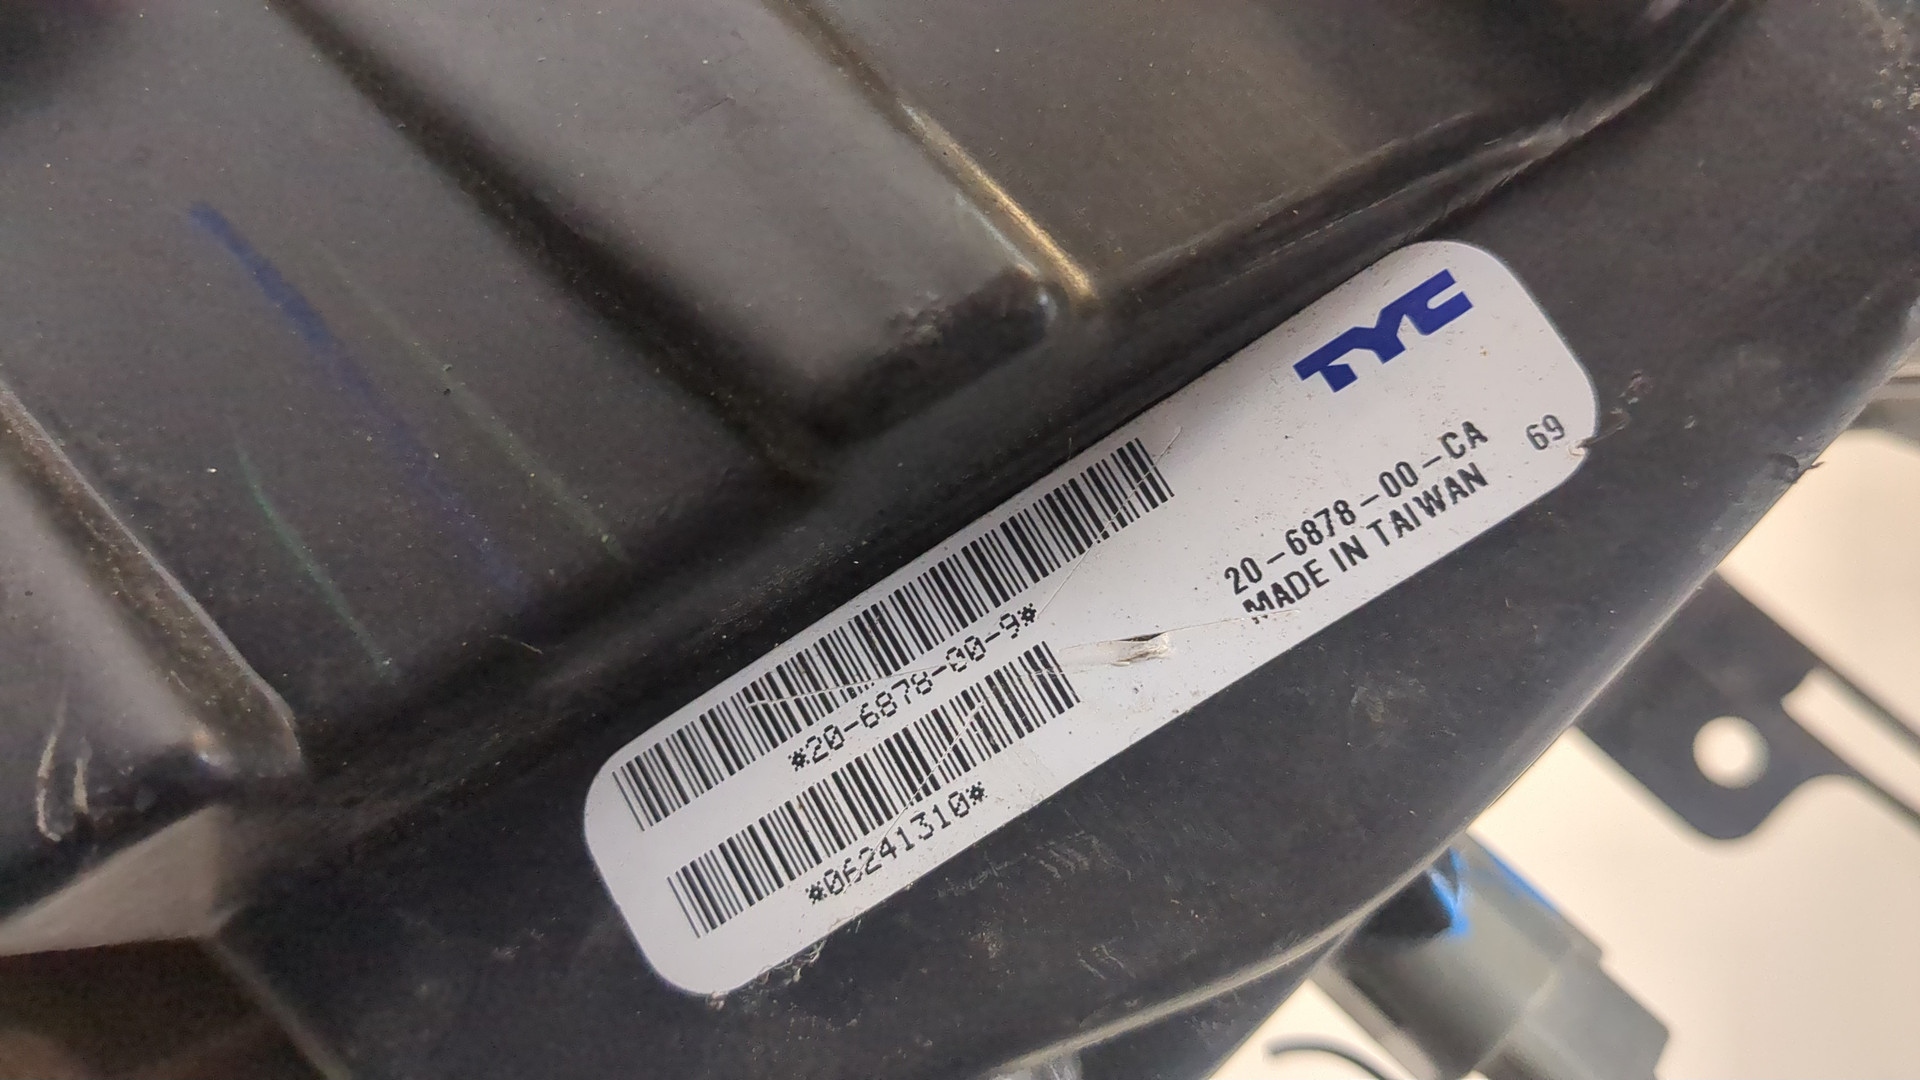 TYC
*20-6878-00-9*
*06241310*
20-6878-00-CA
MADE IN TAIWAN
69